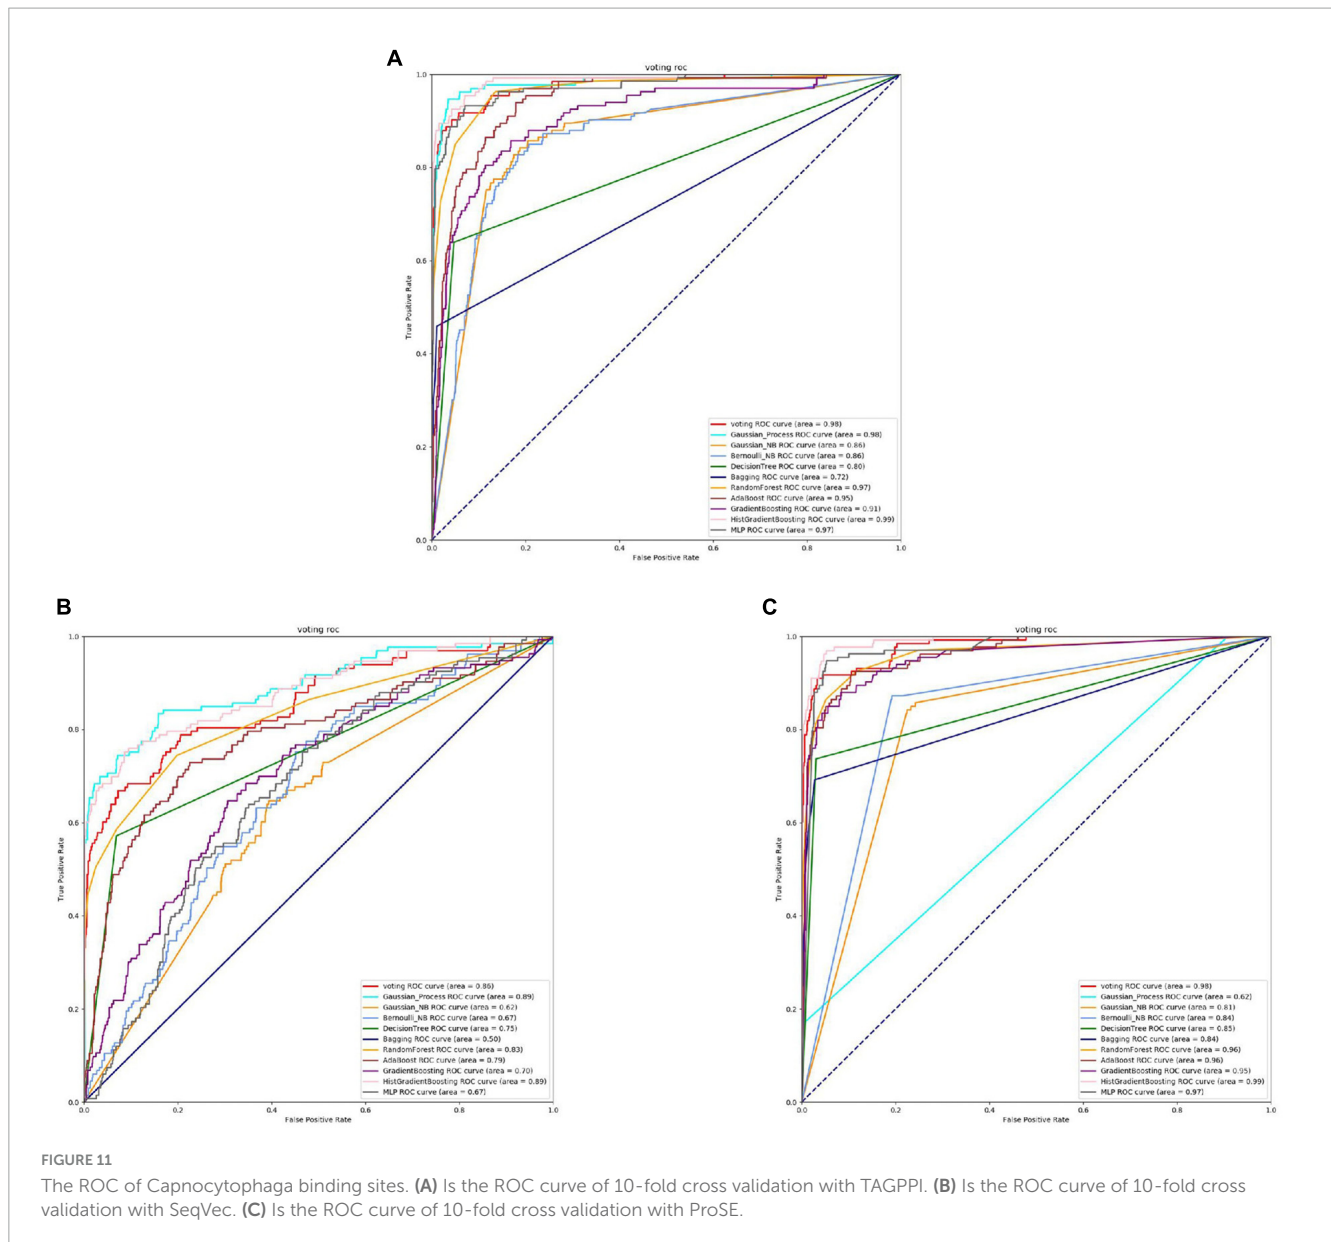 A
voting roc
1.0
0.8
0.6
0.4
0.2
0.0
True Positive Rate
voting ROC curve (area = 0.98)
Gaussian_Process ROC curve (area = 0.98)
Gaussian_NB ROC curve (area = 0.86)
Bernoulli_NB ROC curve (area = 0.86)
DecisionTree ROC curve (area = 0.80)
Bagging ROC curve (area = 0.72)
RandomForest ROC curve (area = 0.97)
AdaBoost ROC curve (area = 0.95)
GradientBoosting ROC curve (area = 0.91)
HistGradientBoosting ROC curve (area = 0.99)
MLP ROC curve (area = 0.97)
0.0 0.2 0.4 0.6 0.8 1.0
False Positive Rate
B
voting roc
1.0
0.8
0.6
0.4
0.2
0.0
True Positive Rate
voting ROC curve (area = 0.86)
Gaussian_Process ROC curve (area = 0.89)
Gaussian_NB ROC curve (area = 0.62)
Bernoulli_NB ROC curve (area = 0.67)
DecisionTree ROC curve (area = 0.75)
Bagging ROC curve (area = 0.50)
RandomForest ROC curve (area = 0.83)
AdaBoost ROC curve (area = 0.79)
GradientBoosting ROC curve (area = 0.70)
HistGradientBoosting ROC curve (area = 0.89)
MLP ROC curve (area = 0.67)
0.0 0.2 0.4 0.6 0.8 1.0
False Positive Rate
C
voting roc
1.0
0.8
0.6
0.4
0.2
0.0
True Positive Rate
voting ROC curve (area = 0.98)
Gaussian_Process ROC curve (area = 0.62)
Gaussian_NB ROC curve (area = 0.81)
Bernoulli_NB ROC curve (area = 0.84)
DecisionTree ROC curve (area = 0.85)
Bagging ROC curve (area = 0.84)
RandomForest ROC curve (area = 0.96)
AdaBoost ROC curve (area = 0.96)
GradientBoosting ROC curve (area = 0.95)
HistGradientBoosting ROC curve (area = 0.99)
MLP ROC curve (area = 0.97)
0.0 0.2 0.4 0.6 0.8 1.0
False Positive Rate
FIGURE 11
The ROC of Capnocytophaga binding sites. (A) Is the ROC curve of 10-fold cross validation with TAGPPI. (B) Is the ROC curve of 10-fold cross
validation with SeqVec. (C) Is the ROC curve of 10-fold cross validation with ProSE.